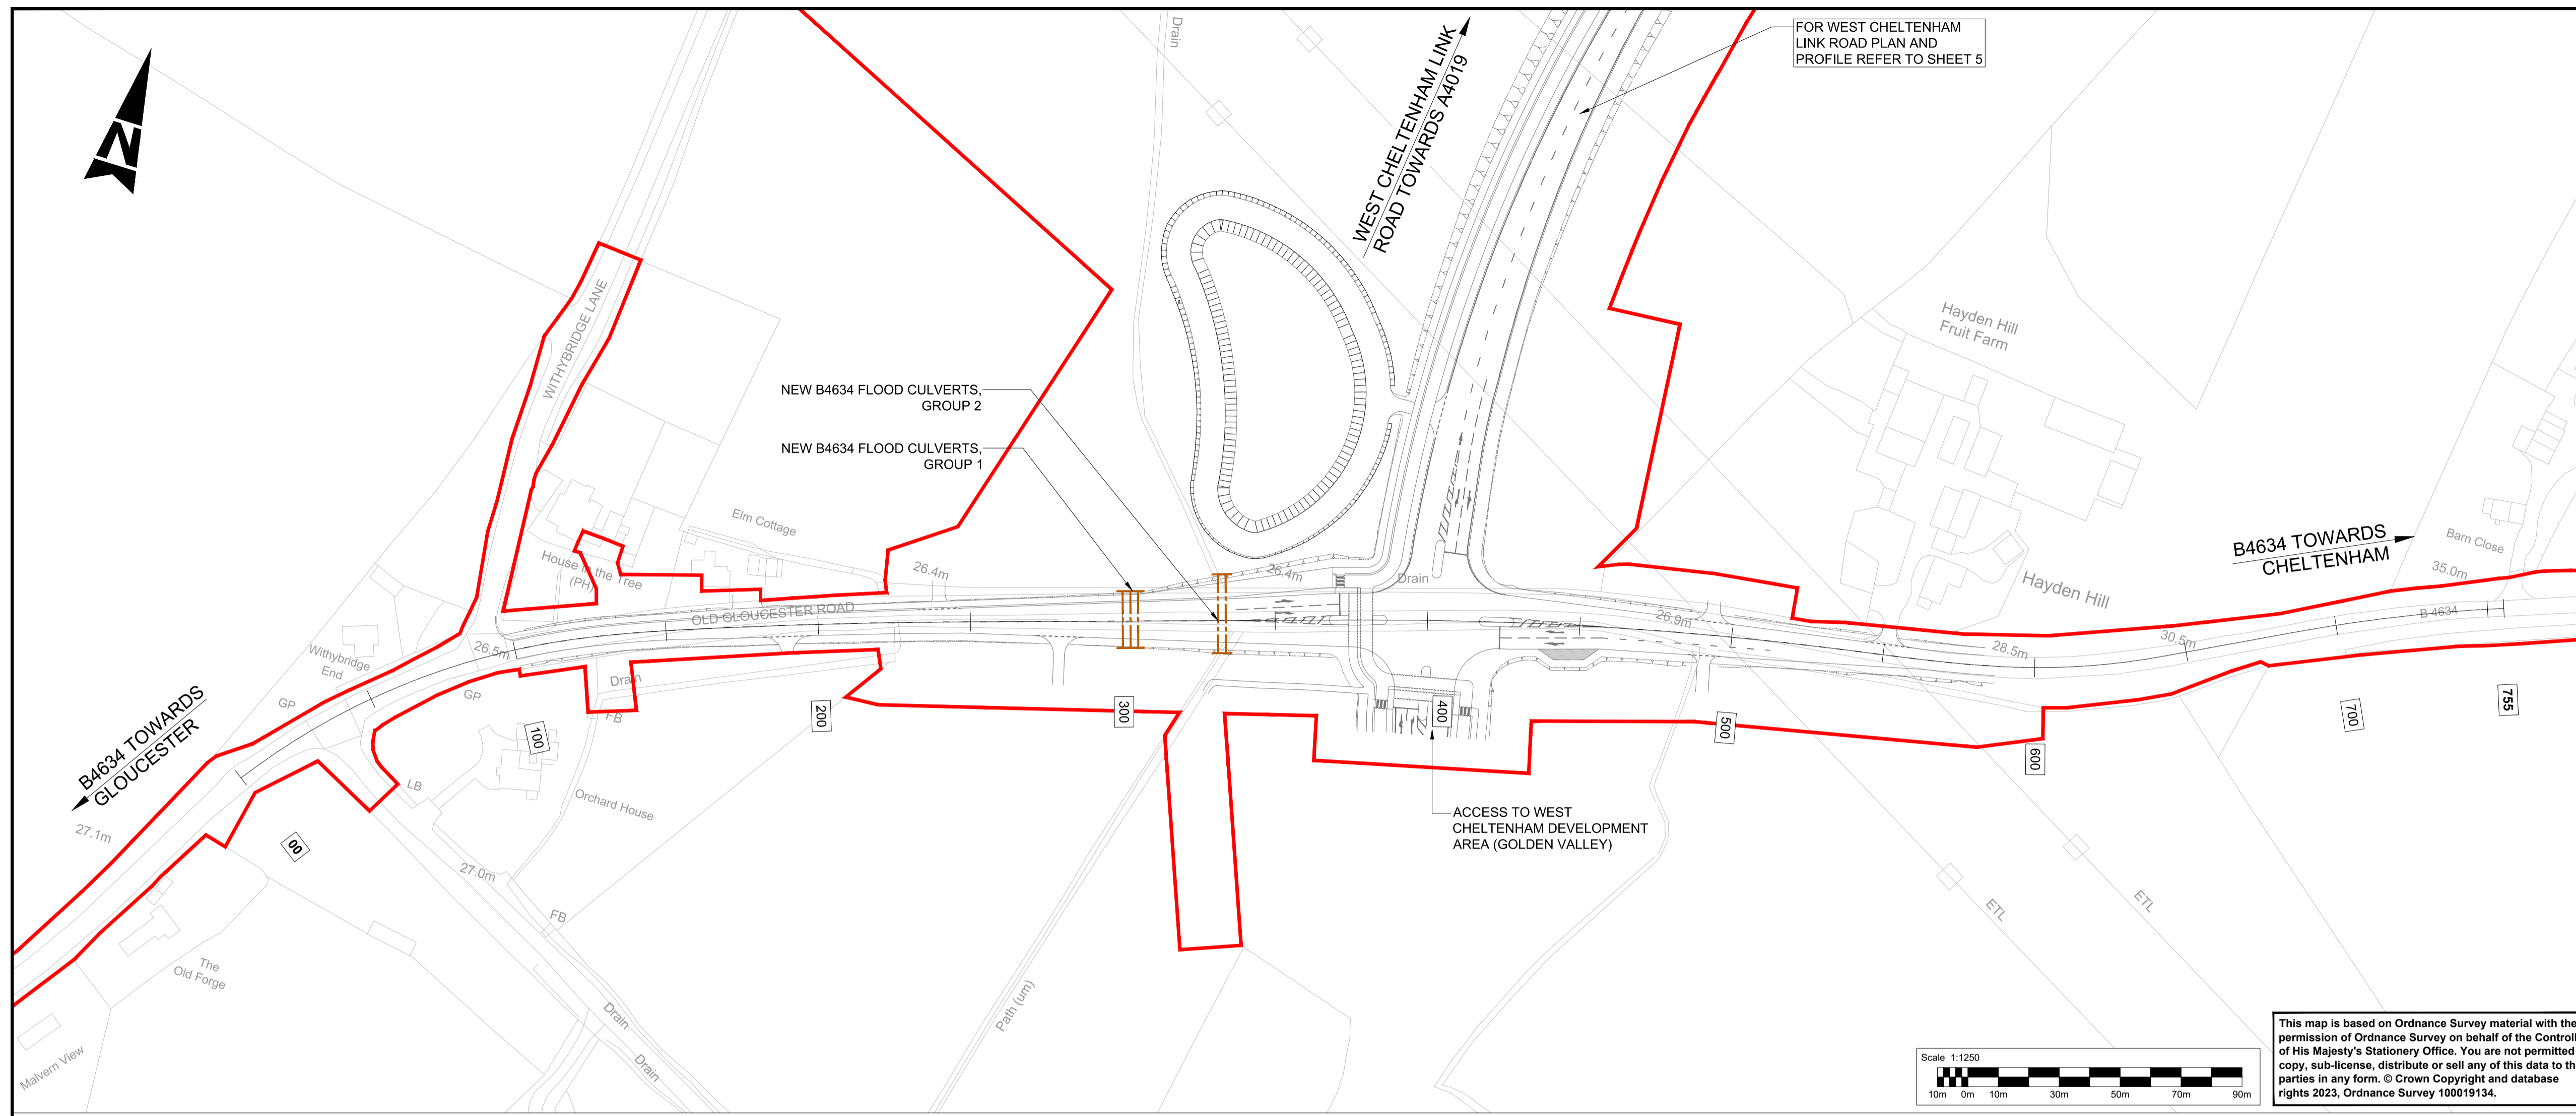 N
Drain
WEST CHELTENHAM LINK
ROAD TOWARDS A4019
FOR WEST CHELTENHAM
LINK ROAD PLAN AND
PROFILE REFER TO SHEET 5
WITHYBRIDGE LANE
NEW B4634 FLOOD CULVERTS,
GROUP 2
NEW B4634 FLOOD CULVERTS,
GROUP 1
Hayden Hill
Fruit Farm
Elm Cottage
House in the Tree
(PH)
26.4m
26.4m
Drain
Hayden Hill
B4634 TOWARDS
CHELTENHAM
Barn Close
35.0m
B 4634
OLD GLOUCESTER ROAD
26.9m
28.5m
30.5m
26.5m
Withybridge
End
GP
GP
Drain
FB
B4634 TOWARDS
GLOUCESTER
27.1m
00
100
200
300
400
500
600
700
755
LB
Orchard House
27.0m
FB
ACCESS TO WEST
CHELTENHAM DEVELOPMENT
AREA (GOLDEN VALLEY)
ETL
ETL
The
Old Forge
Malvern View
Drain
Drain
Path (um)
Scale 1:1250
10m 0m 10m 30m 50m 70m 90m
This map is based on Ordnance Survey material with the
permission of Ordnance Survey on behalf of the
of His Majesty's Stationery Office. You are not permitted
copy, sub-license, distribute or sell any of this data to
parties in any form. © Crown Copyright and database
rights 2023, Ordnance Survey 100019134.